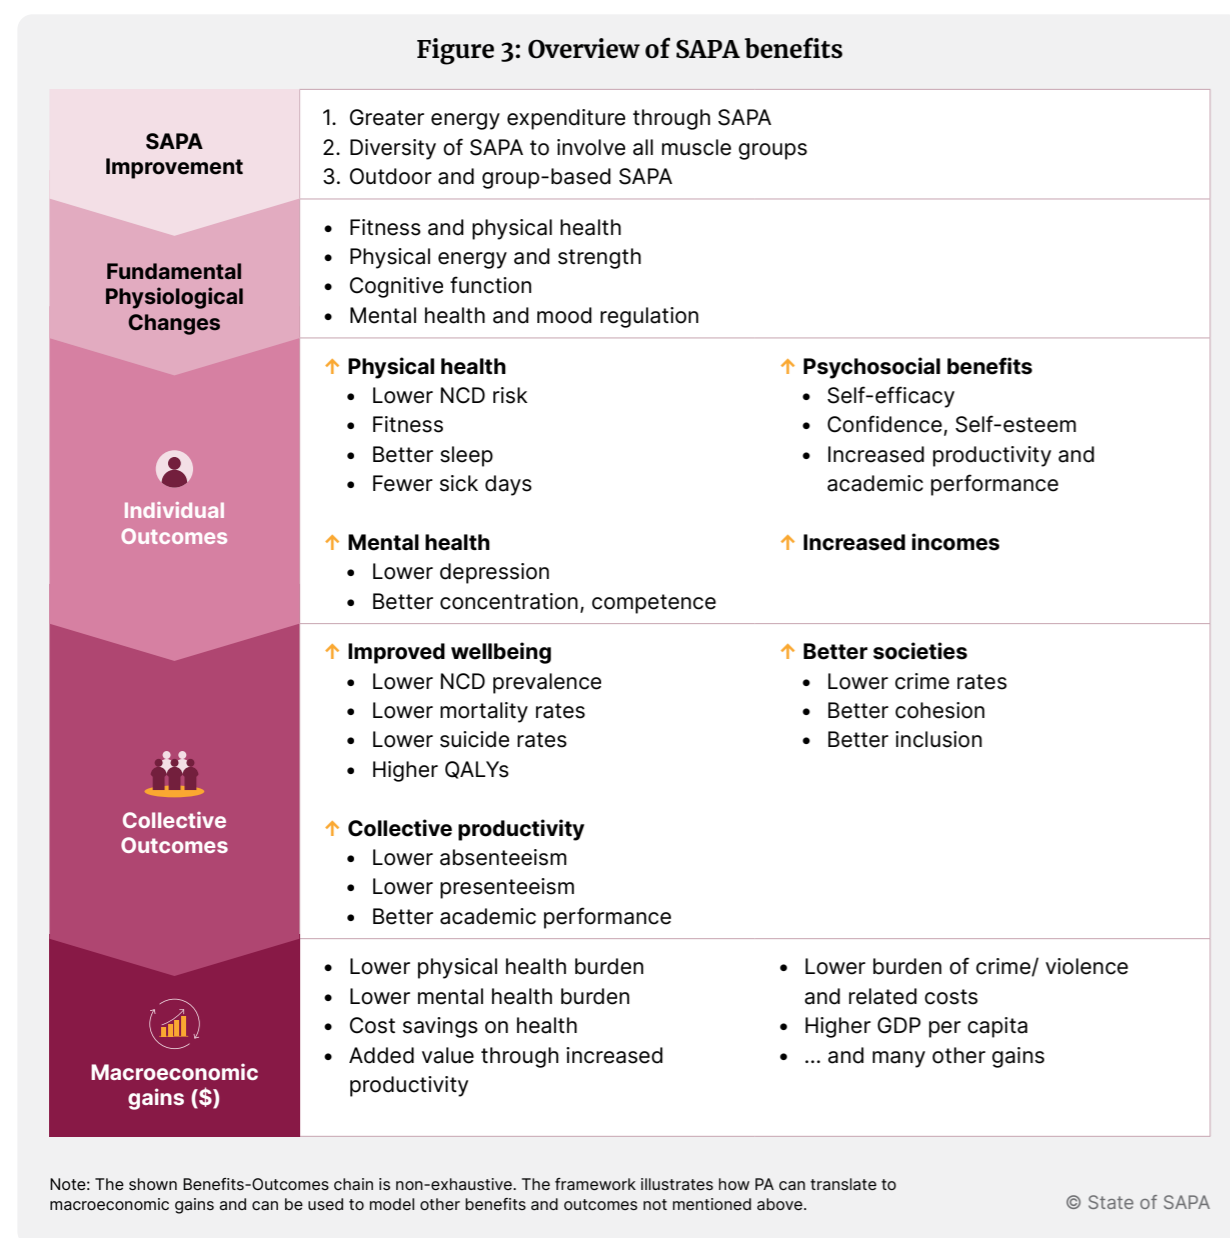 Figure 3: Overview of SAPA benefits
SAPA
Improvement
1. Greater energy expenditure through SAPA
2. Diversity of SAPA to involve all muscle groups
3. Outdoor and group-based SAPA
Fundamental
Physiological
Changes
• Fitness and physical health
• Physical energy and strength
• Cognitive function
• Mental health and mood regulation
Individual
Outcomes
↑ Physical health
• Lower NCD risk
• Fitness
• Better sleep
• Fewer sick days
↑ Mental health
• Lower depression
• Better concentration, competence
↑ Psychosocial benefits
• Self-efficacy
• Confidence, Self-esteem
• Increased productivity and
academic performance
↑ Increased incomes
Collective
Outcomes
↑ Improved wellbeing
• Lower NCD prevalence
• Lower mortality rates
• Lower suicide rates
• Higher QALYs
↑ Collective productivity
• Lower absenteeism
• Lower presenteeism
• Better academic performance
↑ Better societies
• Lower crime rates
• Better cohesion
• Better inclusion
Macroeconomic
gains ($)
• Lower physical health burden
• Lower mental health burden
• Cost savings on health
• Added value through increased
productivity
• Lower burden of crime/ violence
and related costs
• Higher GDP per capita
• ... and many other gains
Note: The shown Benefits-Outcomes chain is non-exhaustive. The framework illustrates how PA can translate to
macroeconomic gains and can be used to model other benefits and outcomes not mentioned above.
© State of SAPA